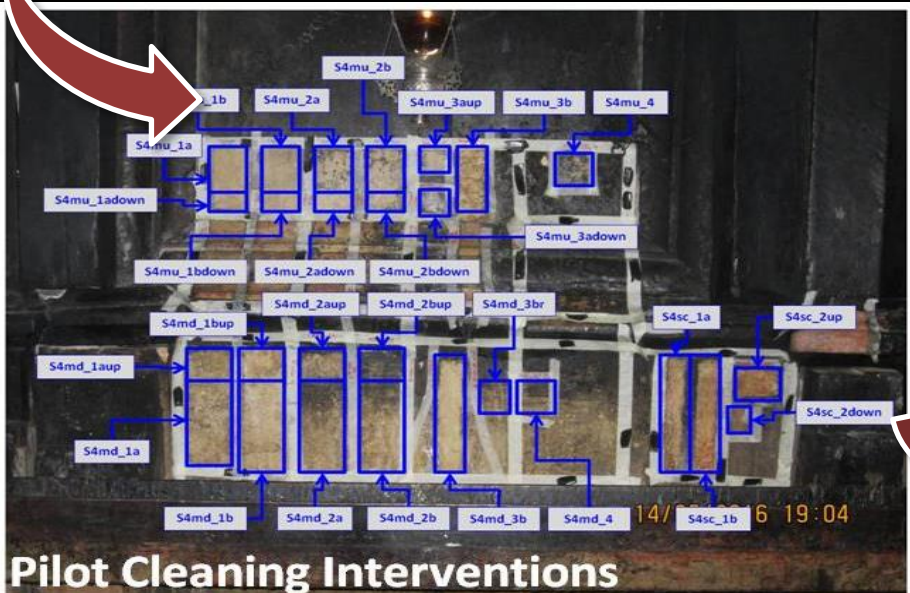 S4mu_2b
_1b
S4mu_2a
S4mu_3aup
S4mu_3b
S4mu_4
S4mu_1a
S4mu_1adown
S4mu_3adown
S4mu_1bdown
S4mu_2adown
S4mu_2bdown
S4md_2aup
S4md_2bup
S4md_3br
S4md_1bup
S4sc_1a
S4sc_2up
S4md_1aup
S4sc_2down
S4md_1a
S4md_1b
S4md_2a
S4md_2b
S4md_3b
S4md_4
14/
S4sc_1b
6 19:04
Pilot Cleaning Interventions